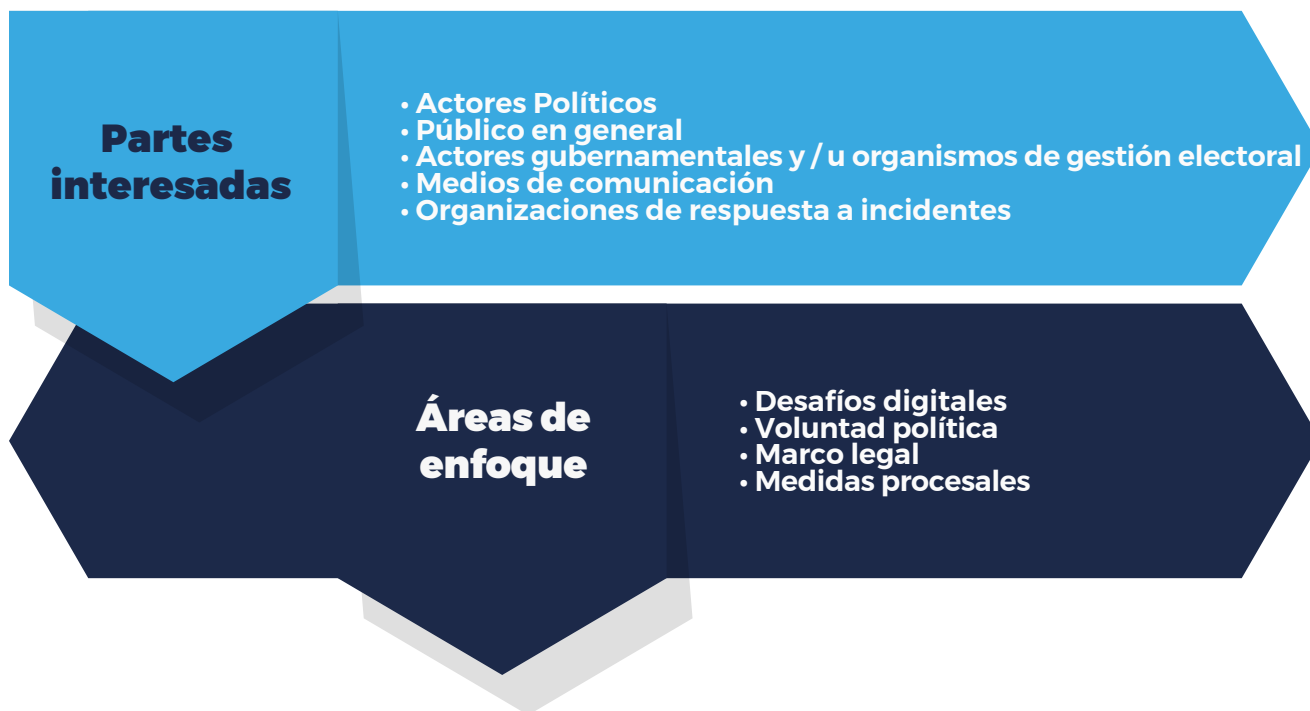 Partes
interesadas
• Actores Políticos
• Público en general
• Actores gubernamentales y / u organismos de gestión electoral
• Medios de comunicación
• Organizaciones de respuesta a incidentes
Áreas de
enfoque
• Desafíos digitales
• Voluntad política
• Marco legal
• Medidas procesales